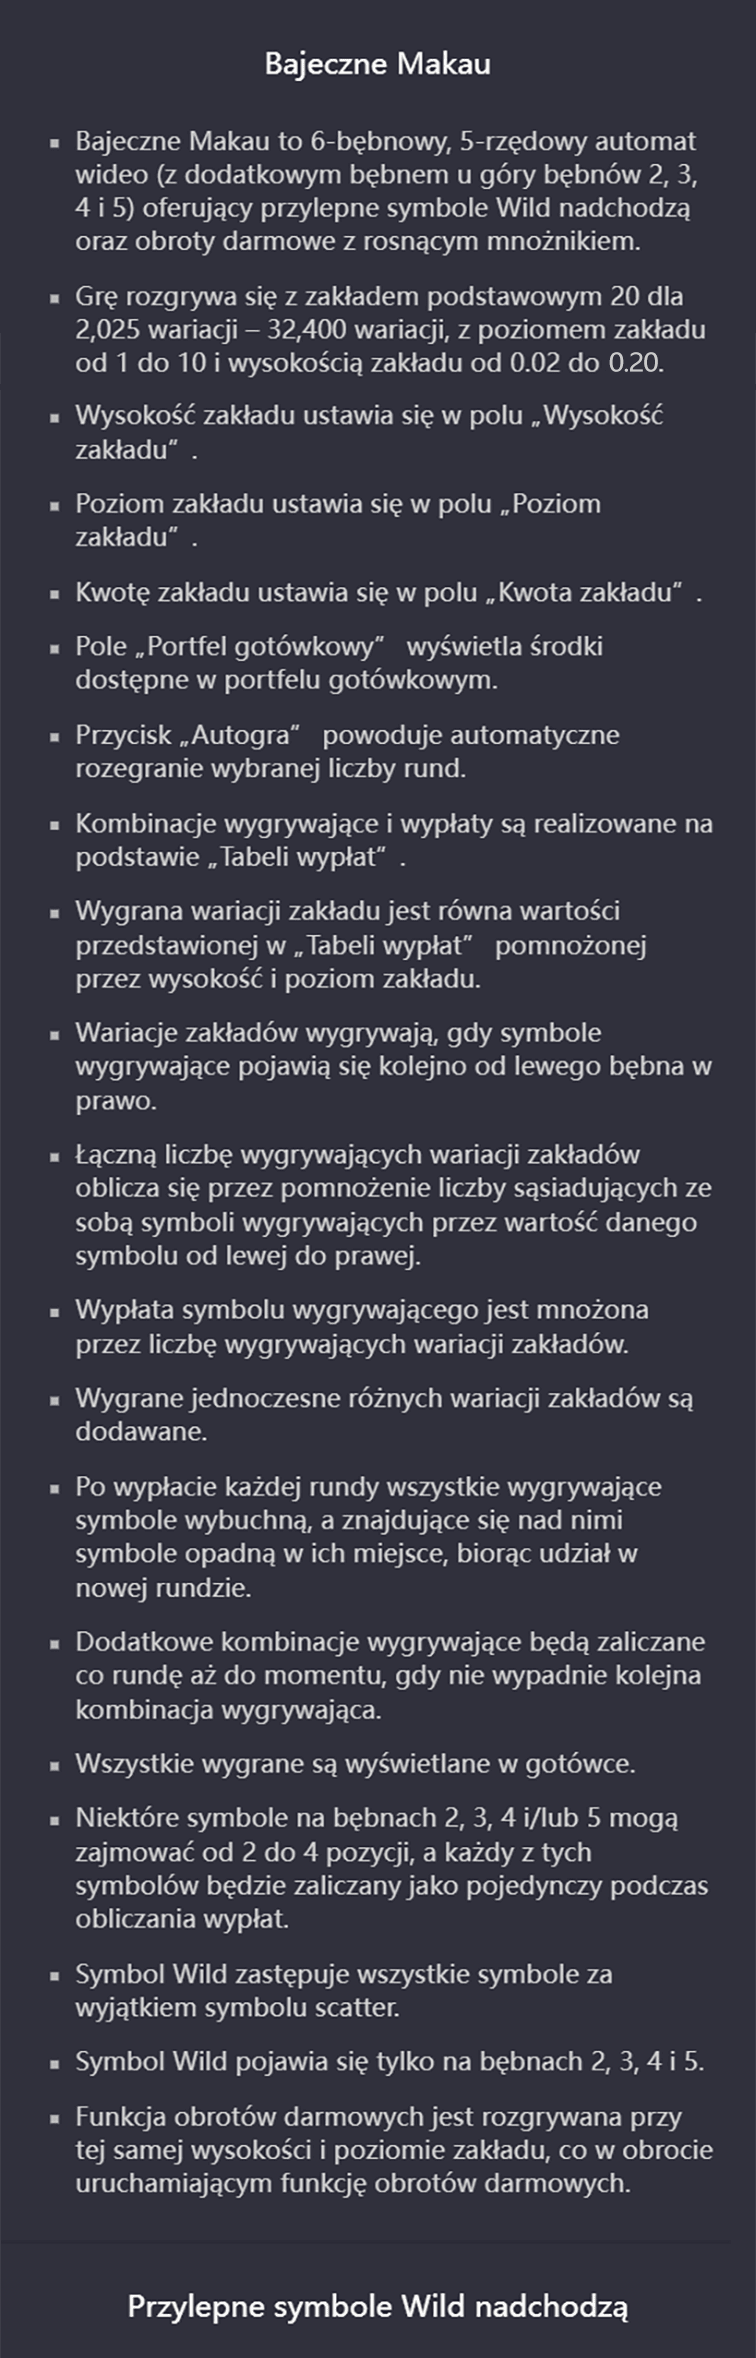 Bajeczne Makau
▪ Bajeczne Makau to 6-bębnowy, 5-rzędowy automat
wideo (z dodatkowym bębnem u góry bębnów 2, 3,
4 i 5) oferujący przylepne symbole Wild nadchodzą
oraz obroty darmowe z rosnącym mnożnikiem.
▪ Grę rozgrywa się z zakładem podstawowym 20 dla
2,025 wariacji – 32,400 wariacji, z poziomem zakładu
od 1 do 10 i wysokością zakładu od 0.02 do 0.20.
▪ Wysokość zakładu ustawia się w polu „Wysokość
zakładu” .
▪ Poziom zakładu ustawia się w polu „Poziom
zakładu” .
▪ Kwotę zakładu ustawia się w polu „Kwota zakładu” .
▪ Pole „Portfel gotówkowy” wyświetla środki
dostępne w portfelu gotówkowym.
▪ Przycisk „Autogra” powoduje automatyczne
rozegranie wybranej liczby rund.
▪ Kombinacje wygrywające i wypłaty są realizowane na
podstawie „Tabeli wypłat” .
▪ Wygrana wariacji zakładu jest równa wartości
przedstawionej w „Tabeli wypłat” pomnożonej
przez wysokość i poziom zakładu.
▪ Wariacje zakładów wygrywają, gdy symbole
wygrywające pojawią się kolejno od lewego bębna w
prawo.
▪ Łączną liczbę wygrywających wariacji zakładów
oblicza się przez pomnożenie liczby sąsiadujących ze
sobą symboli wygrywających przez wartość danego
symbolu od lewej do prawej.
▪ Wypłata symbolu wygrywającego jest mnożona
przez liczbę wygrywających wariacji zakładów.
▪ Wygrane jednoczesne różnych wariacji zakładów są
dodawane.
▪ Po wypłacie każdej rundy wszystkie wygrywające
symbole wybuchną, a znajdujące się nad nimi
symbole opadną w ich miejsce, biorąc udział w
nowej rundzie.
▪ Dodatkowe kombinacje wygrywające będą zaliczane
co rundę aż do momentu, gdy nie wypadnie kolejna
kombinacja wygrywająca.
▪ Wszystkie wygrane są wyświetlane w gotówce.
▪ Niektóre symbole na bębnach 2, 3, 4 i/lub 5 mogą
zajmować od 2 do 4 pozycji, a każdy z tych
symbolów będzie zaliczany jako pojedynczy podczas
obliczania wypłat.
▪ Symbol Wild zastępuje wszystkie symbole za
wyjątkiem symbolu scatter.
▪ Symbol Wild pojawia się tylko na bębnach 2, 3, 4 i 5.
▪ Funkcja obrotów darmowych jest rozgrywana przy
tej samej wysokości i poziomie zakładu, co w obrocie
uruchamiającym funkcję obrotów darmowych.
Przylepne symbole Wild nadchodzą